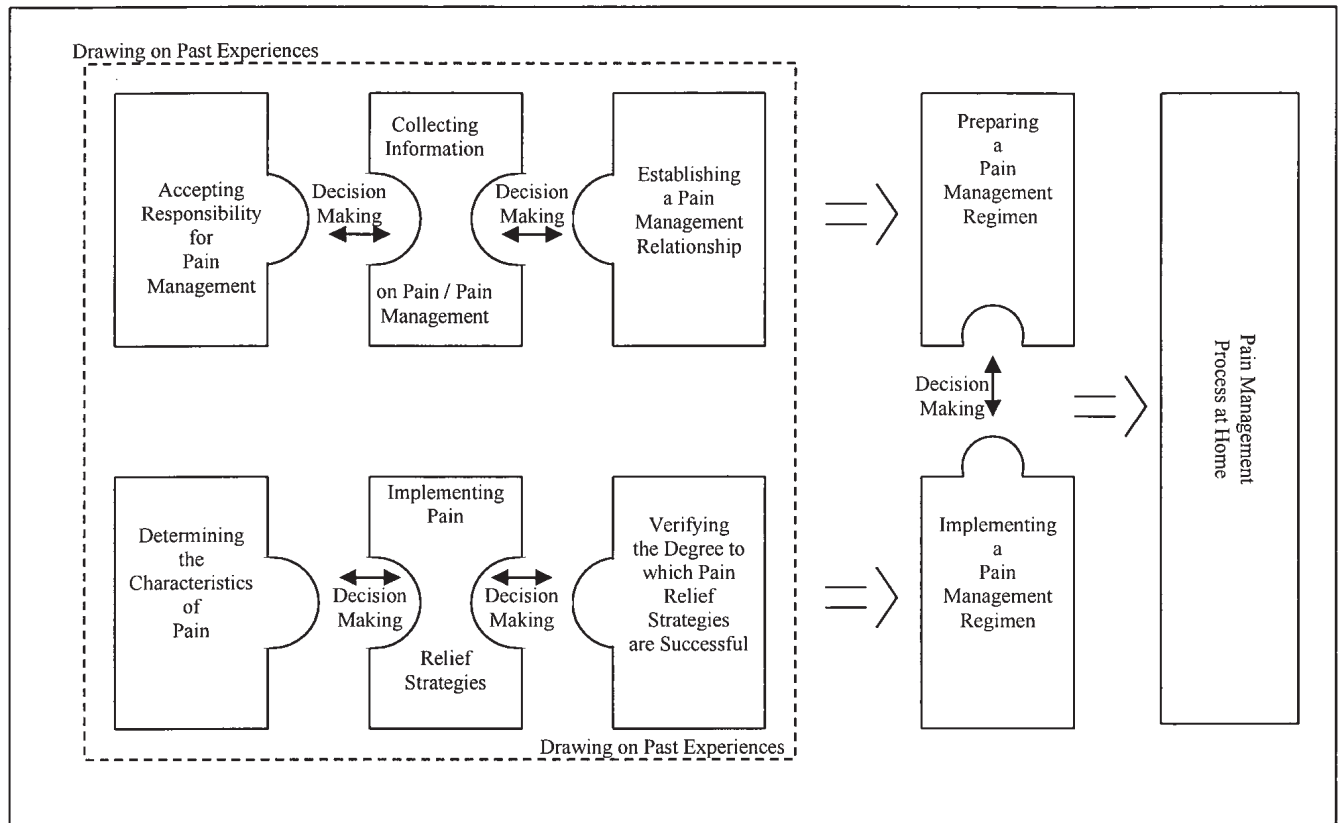 Drawing on Past Experiences
Accepting
Responsibility
for
Pain
Management
Decision
Making
Collecting
Information
on Pain / Pain
Management
Decision
Making
Establishing
a Pain
Management
Relationship
Preparing
a
Pain
Management
Regimen
Decision
Making
Pain Management
Process at Home
Determining
the
Characteristics
of
Pain
Decision
Making
Implementing
Pain
Relief
Strategies
Decision
Making
Verifying
the Degree to
which Pain
Relief
Strategies
are Successful
Implementing
a
Pain
Management
Regimen
Drawing on Past Experiences